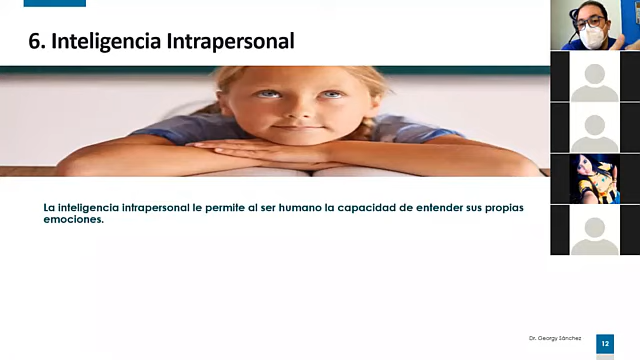 6. Inteligencia Intrapersonal
La inteligencia intrapersonal le permite al ser humano la capacidad de entender sus propias
emociones.
Dr. Georgy Sánchez
12